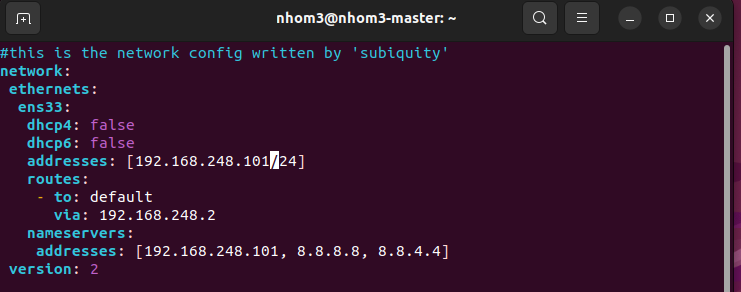 nhom3@nhom3-master: ~
#this is the network config written by 'subiquity'
network:
 ethernets:
  ens33:
   dhcp4: false
   dhcp6: false
   addresses: [192.168.248.101/24]
   routes:
    - to: default
      via: 192.168.248.2
   nameservers:
    addresses: [192.168.248.101, 8.8.8.8, 8.8.4.4]
 version: 2